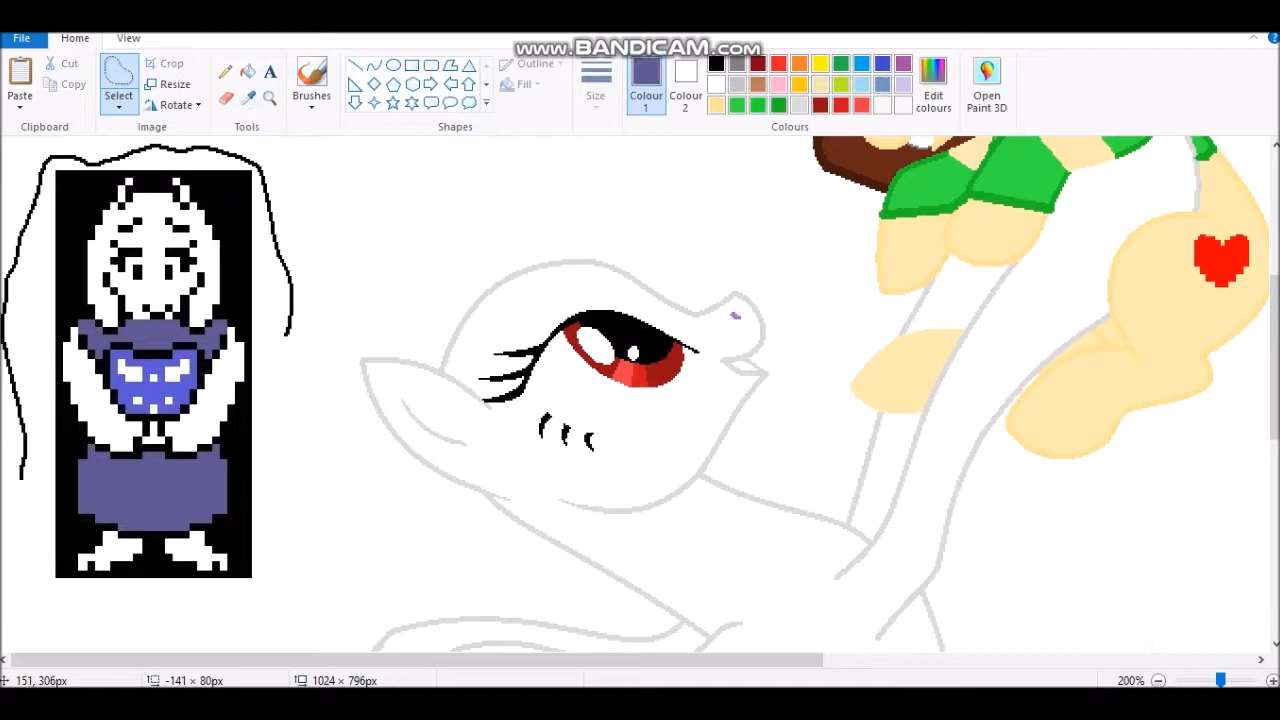 www.BANDICAM.com
File Home View
Paste
Cut
Copy
Clipboard
Select
Crop
Resize
Rotate
Image
A
Tools
Brushes
Outline
Fill
Shapes
Size
Colour 1
Colour 2
Edit colours
Colours
Open Paint 3D
151, 306px
-141 × 80px
1024 × 796px
200%